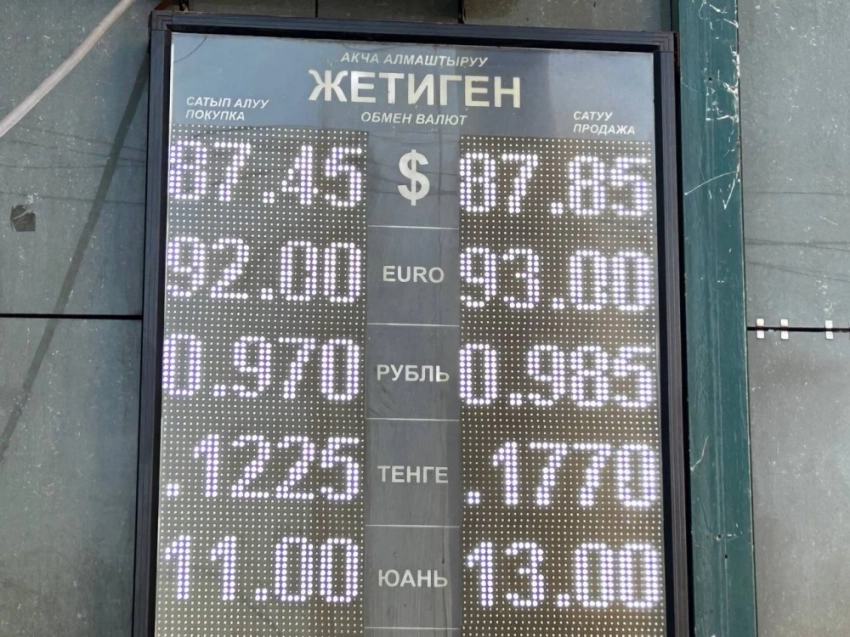 АКЧА АЛМАШТЫРУУ
ЖЕТИГЕН
ОБМЕН ВАЛЮТ
САТЫП АЛУУ
ПОКУПКА
САТУУ
ПРОДАЖА
87.45 $ 87.85
92.00 EURO 93.00
0.970 РУБЛЬ 0.985
.1225 ТЕНГЕ .1770
11.00 ЮАНЬ 13.00